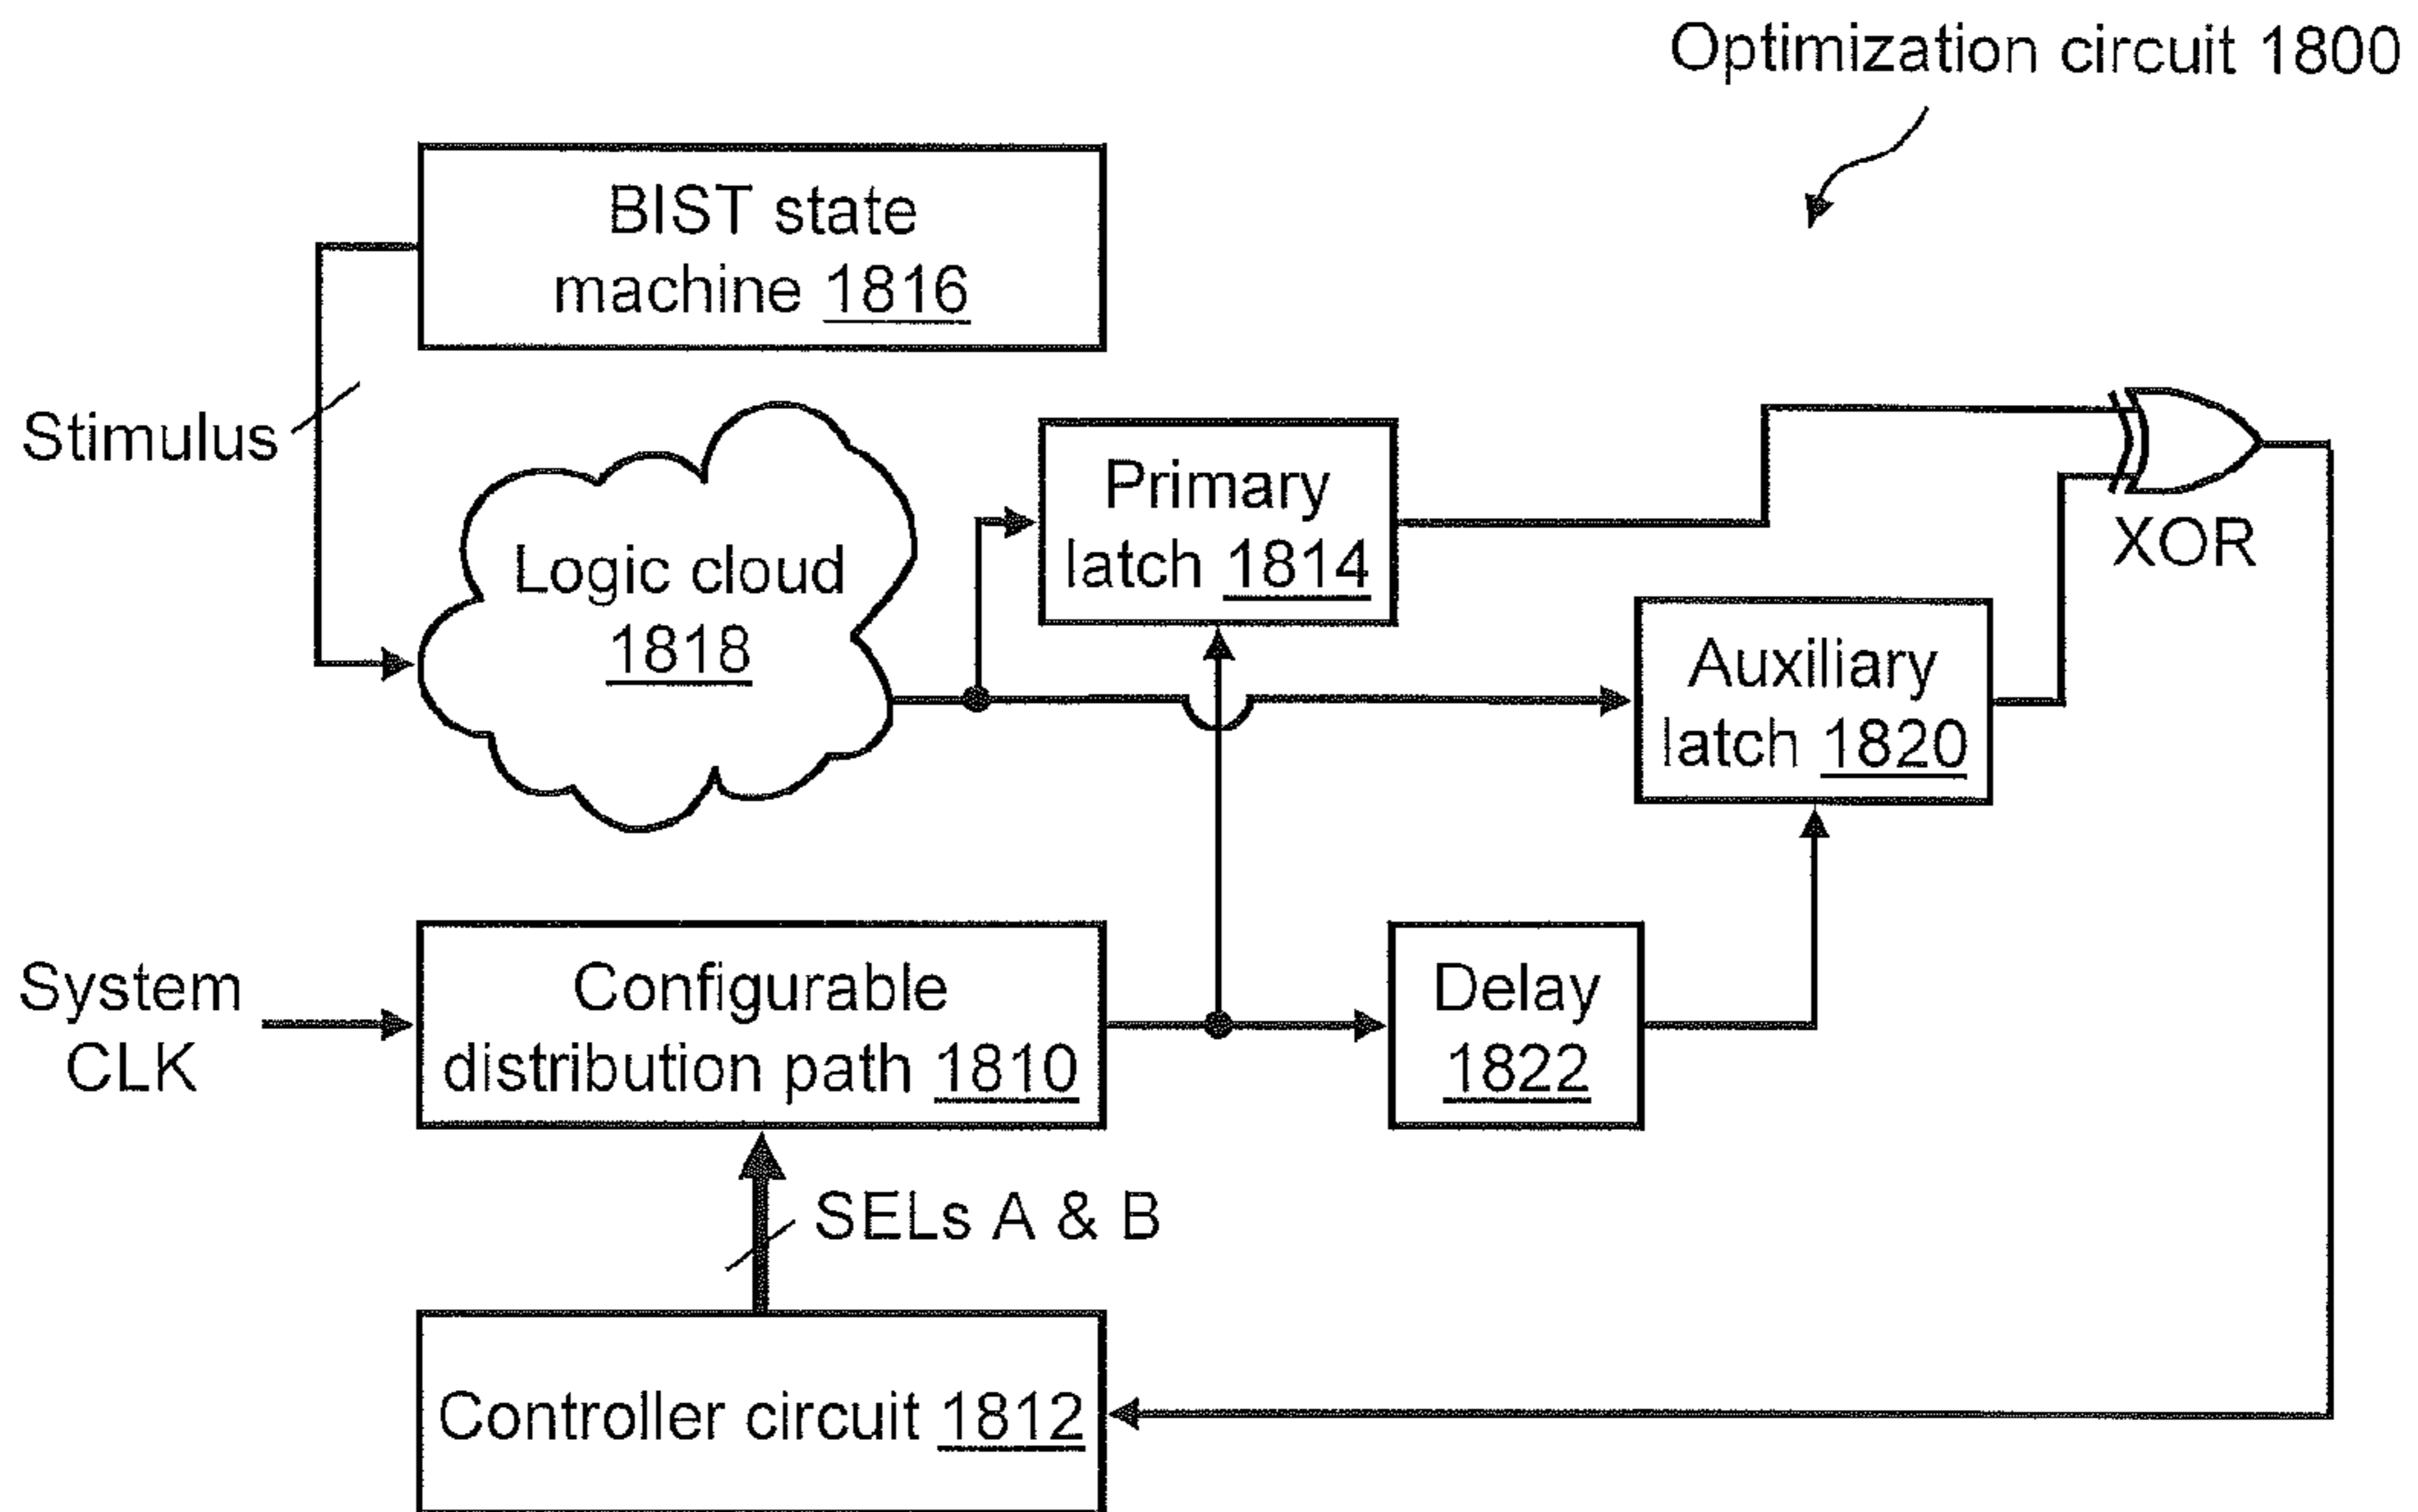 Optimization circuit 1800
BIST state
machine 1816
Stimulus
Logic cloud
1818
Primary
latch 1814
XOR
Auxiliary
latch 1820
System
CLK
Configurable
distribution path 1810
Delay
1822
SELs A & B
Controller circuit 1812